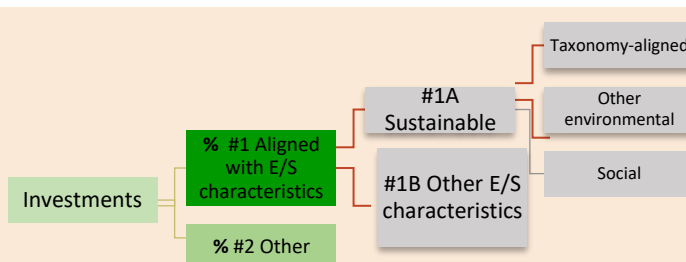 Taxonomy-aligned
#1A
Sustainable
Other
environmental
% #1 Aligned
with E/S
characteristics
#1B Other E/S
characteristics
Social
Investments
% #2 Other